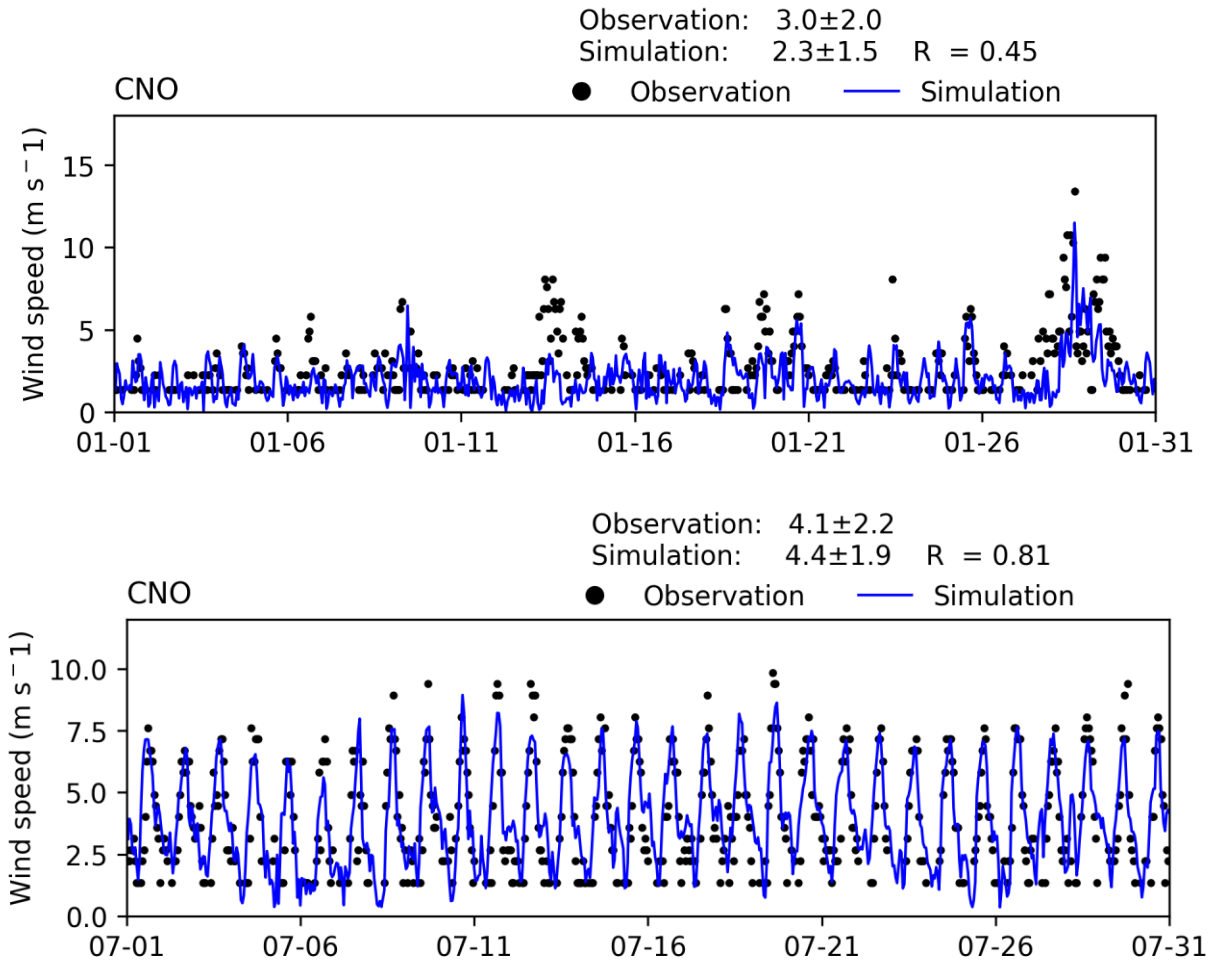 Observation: 3.0±2.0
Simulation: 2.3±1.5 R = 0.45
CNO
Observation Simulation
Wind speed (m s⁻1)
15
10
5
0
01-01 01-06 01-11 01-16 01-21 01-26 01-31
Observation: 4.1±2.2
Simulation: 4.4±1.9 R = 0.81
CNO
Observation Simulation
Wind speed (m s⁻1)
10.0
7.5
5.0
2.5
0.0
07-01 07-06 07-11 07-16 07-21 07-26 07-31